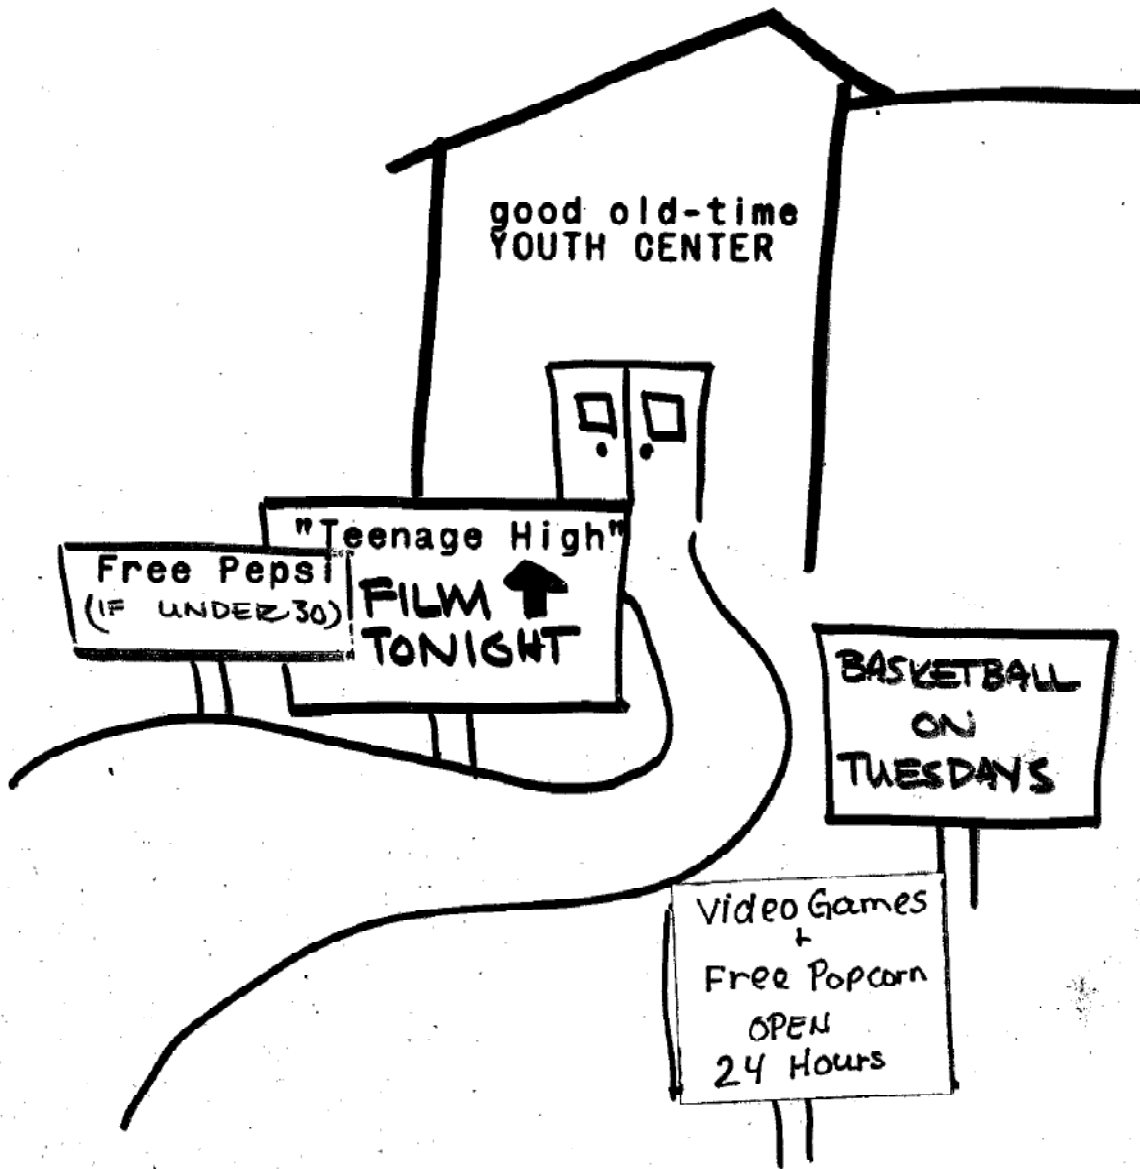 good old-time
YOUTH CENTER
"Teenage High"
FILM
TONIGHT
Free Pepsi
(IF UNDER 30)
BASKETBALL
ON
TUESDAYS
Video Games
+
Free Popcorn
OPEN
24 Hours